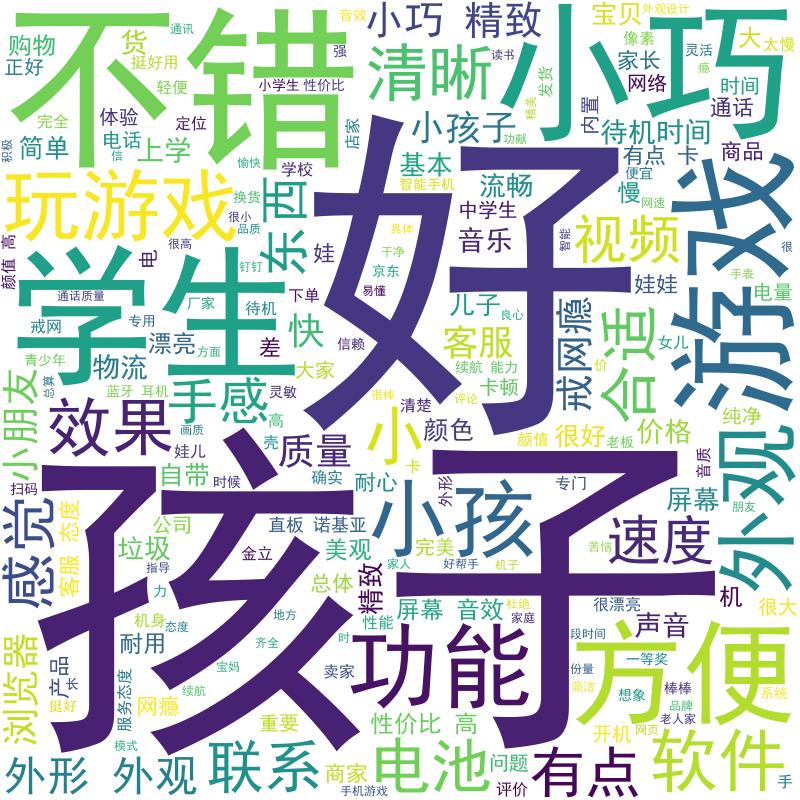 不错
小巧 精致
音效
通讯
强
宝贝
外观设计
小巧
购物
正好
货
挺好用
轻便
清晰
小学生 性价比
读书
像素
家长
网络
大
太慢
灵活
瘾
时间
通话
完全
体验
电话
定位
店家
精美
发货
内置
待机时间
积极
简单
信
上学
小孩子
功献
有点 卡
商品
玩游戏
愉快
学校
基本
智能手机
流畅
慢
便宜
网速
东西
换货
很小
品质
好
中学生
音乐
视频
智能
游戏
很
颜值 高
电
很高
娃
具体
干净
京东
易懂
手表
学生
通话质量
钉钉
厂家
待机
下单
儿子
良心
娃娃
电量
戒网
专用
漂亮
方面
差
快
信赖
客服
戒网瘾
合适
女儿
青少年
物流
大家
续航 能力
卡顿
价
总算
蓝牙 耳机
手感
灵敏
很棒
评论
小朋友
效果
画质
高
壳
清楚
小
颜色
颜值
很好
老板
价格
纯净
娃儿
质量
卡
音质
外观
扫码
自带
时候
确实
耐心
外形
专门
屏幕
朋友
感觉
客服 态度
公司
直板 诺基亚
小孩
速度
垃圾
金立
美观
完美
好帮手
机子
苦恼
指导
力
家人
孩子
总体
精致
屏幕 音效
杜绝
很漂亮
机
很大
机身
地方
性能
家庭
声音
浏览器
耐用
态度
齐全
时
功能
段时间
方便
产品
长
宝妈
卖家
份量
一等奖
挺好
服务态度
续航
网瘾
简洁
想象
棒棒
品牌
系统
重要
性价比 高
老人家
模式
开机
网页
外形 外观
联系
商家
电池
问题
有点
软件
手机游戏
评价
手